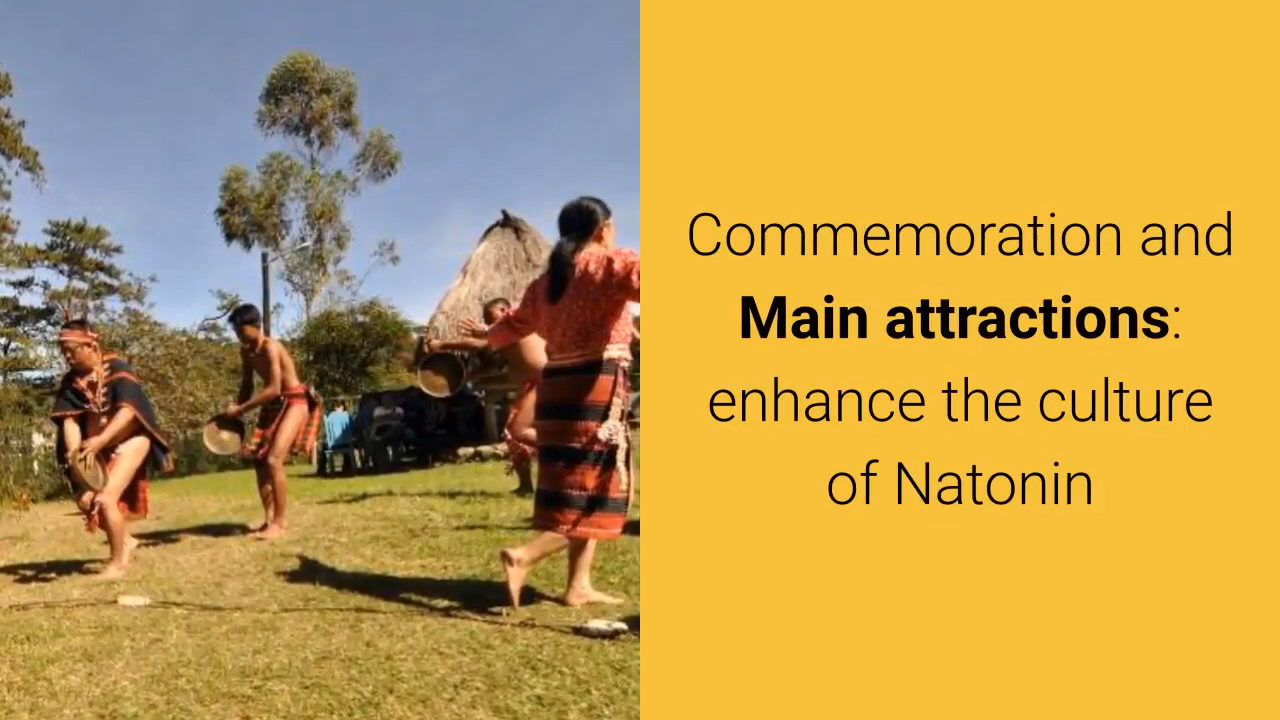 Commemoration and
Main attractions:
enhance the culture
of Natonin